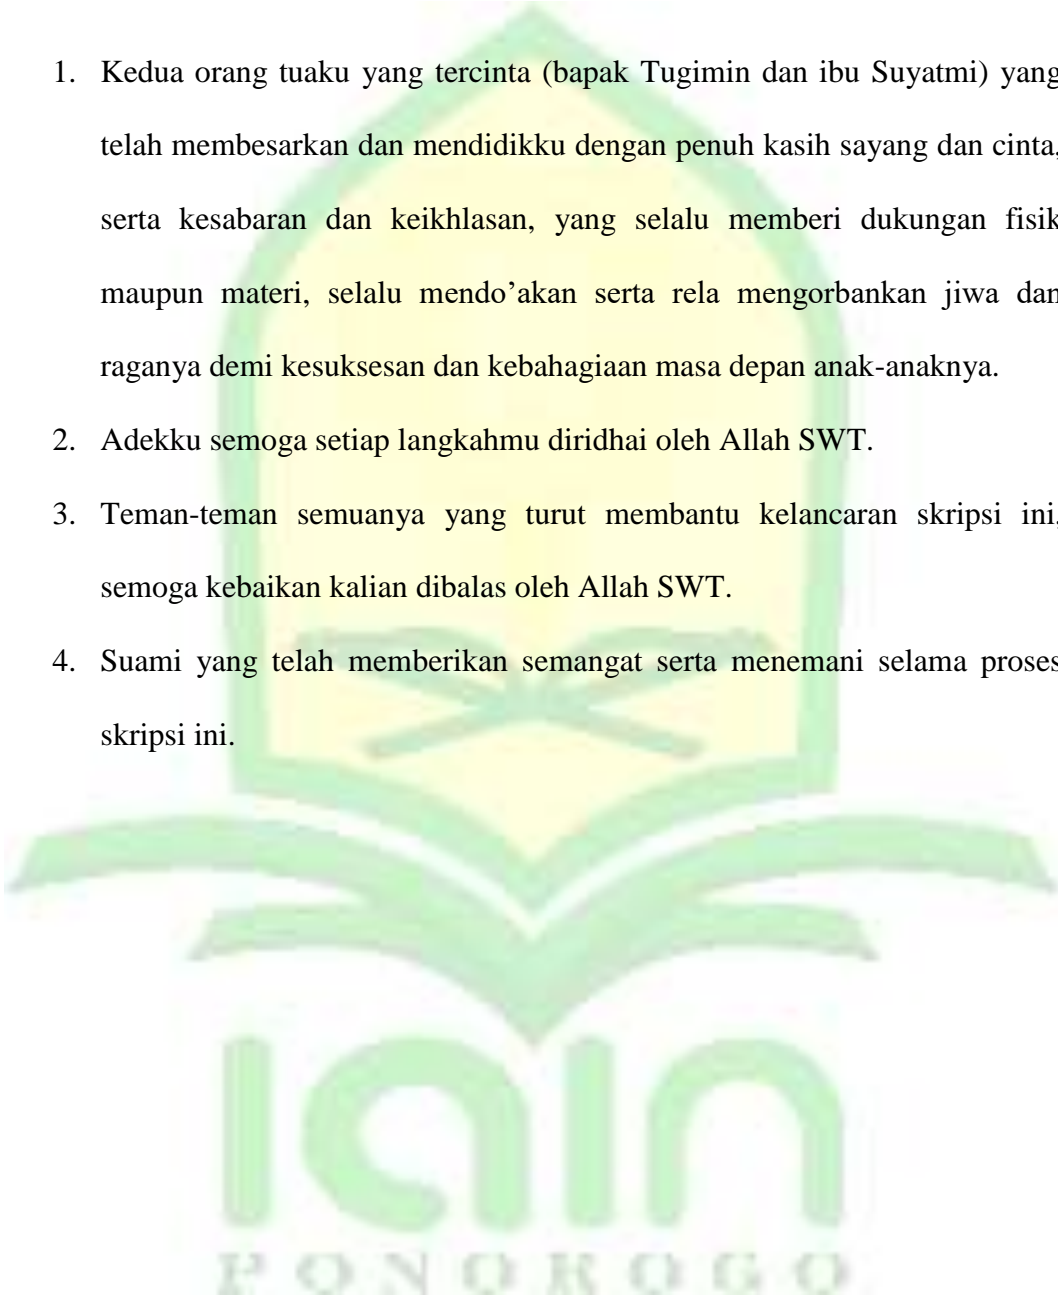 1. Kedua orang tuaku yang tercinta (bapak Tugimin dan ibu Suyatmi) yang
telah membesarkan dan mendidikku dengan penuh kasih sayang dan cinta,
serta kesabaran dan keikhlasan, yang selalu memberi dukungan fisik
maupun materi, selalu mendo’akan serta rela mengorbankan jiwa dan
raganya demi kesuksesan dan kebahagiaan masa depan anak-anaknya.
2. Adekku semoga setiap langkahmu diridhai oleh Allah SWT.
3. Teman-teman semuanya yang turut membantu kelancaran skripsi ini,
semoga kebaikan kalian dibalas oleh Allah SWT.
4. Suami yang telah memberikan semangat serta menemani selama proses
skripsi ini.
iain
PONOROGO